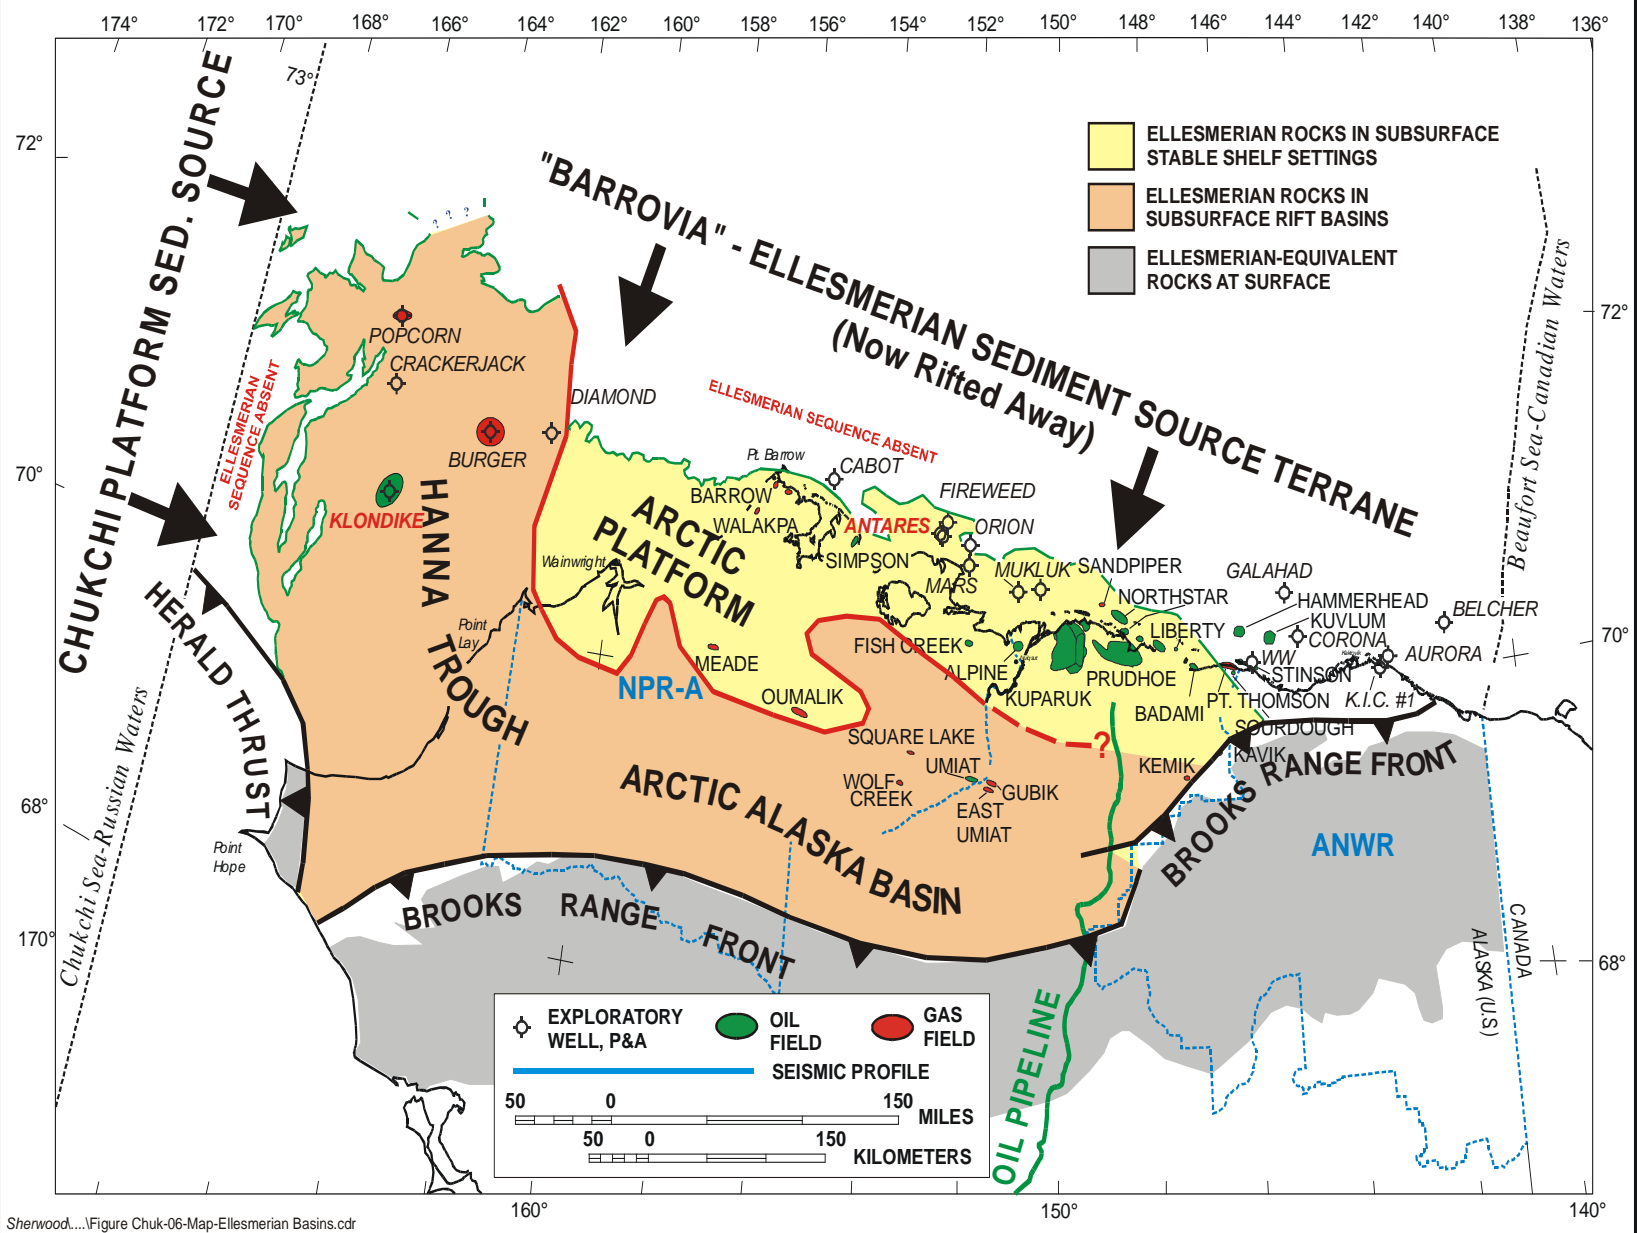 174° 172° 170° 168° 166° 164° 162° 160° 158° 156° 154° 152° 150° 148° 146° 144° 142° 140° 138° 136°
73°
72°
72°
70°
70°
68°
68°
170°
160°
150°
140°
CHUKCHI PLATFORM SED. SOURCE
"BARROVIA" - ELLESMERIAN SEDIMENT SOURCE TERRANE
(Now Rifted Away)
ELLESMERIAN ROCKS IN SUBSURFACE
STABLE SHELF SETTINGS
ELLESMERIAN ROCKS IN
SUBSURFACE RIFT BASINS
ELLESMERIAN-EQUIVALENT
ROCKS AT SURFACE
Beaufort Sea-Canadian Waters
Chukchi Sea-Russian Waters
? ? ?
POPCORN
CRACKERJACK
DIAMOND
BURGER
KLONDIKE
ELLESMERIAN
SEQUENCE ABSENT
ELLESMERIAN SEQUENCE ABSENT
HANNA
TROUGH
HERALD THRUST
ARCTIC
PLATFORM
Pt. Barrow
BARROW
WALAKPA
CABOT
ANTARES
SIMPSON
FIREWEED
ORION
MARS
MUKLUK
SANDPIPER
NORTHSTAR
LIBERTY
GALAHAD
HAMMERHEAD
KUVLUM
CORONA
BELCHER
AURORA
WW
STINSON
K.I.C. #1
PT. THOMSON
SOURDOUGH
KAVIK
KEMIK
BADAMI
PRUDHOE
KUPARUK
ALPINE
FISH CREEK
Wainwright
Point
Lay
Point
Hope
MEADE
NPR-A
OUMALIK
SQUARE LAKE
UMIAT
WOLF
CREEK
GUBIK
EAST
UMIAT
?
ARCTIC ALASKA BASIN
BROOKS RANGE FRONT
BROOKS RANGE FRONT
ANWR
CANADA
ALASKA (U.S)
OIL PIPELINE
EXPLORATORY
WELL, P&A
OIL
FIELD
GAS
FIELD
SEISMIC PROFILE
50 0 150
MILES
50 0 150
KILOMETERS
Sherwood\....\Figure Chuk-06-Map-Ellesmerian Basins.cdr